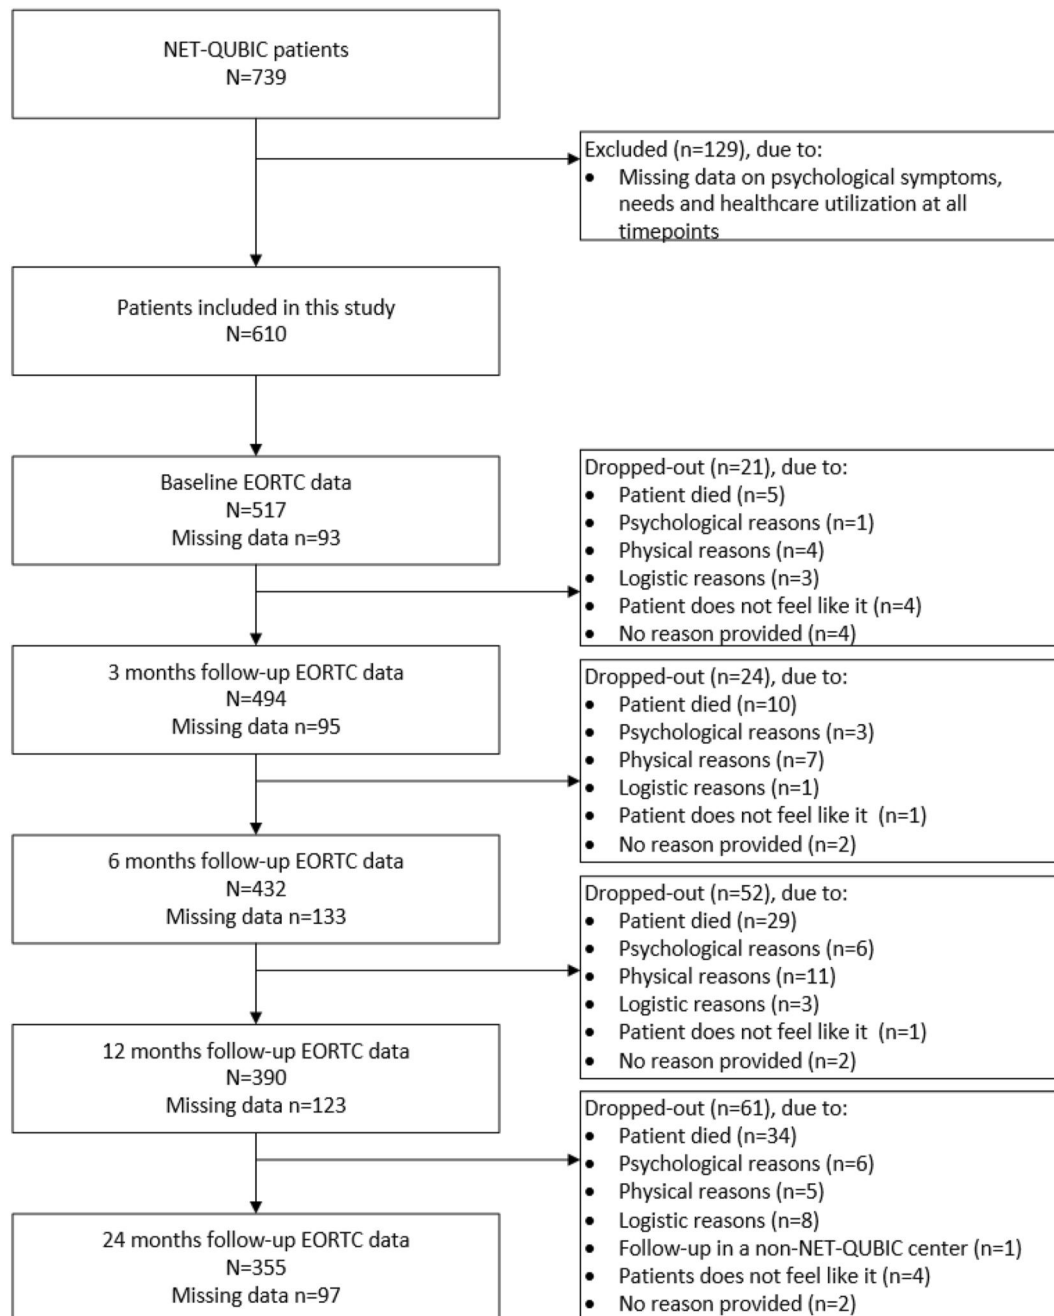 NET-QUBIC patients
N=739
Excluded (n=129), due to:
• Missing data on psychological symptoms,
needs and healthcare utilization at all
timepoints
Patients included in this study
N=610
Baseline EORTC data
N=517
Missing data n=93
Dropped-out (n=21), due to:
• Patient died (n=5)
• Psychological reasons (n=1)
• Physical reasons (n=4)
• Logistic reasons (n=3)
• Patient does not feel like it (n=4)
• No reason provided (n=4)
3 months follow-up EORTC data
N=494
Missing data n=95
Dropped-out (n=24), due to:
• Patient died (n=10)
• Psychological reasons (n=3)
• Physical reasons (n=7)
• Logistic reasons (n=1)
• Patient does not feel like it (n=1)
• No reason provided (n=2)
6 months follow-up EORTC data
N=432
Missing data n=133
Dropped-out (n=52), due to:
• Patient died (n=29)
• Psychological reasons (n=6)
• Physical reasons (n=11)
• Logistic reasons (n=3)
• Patient does not feel like it (n=1)
• No reason provided (n=2)
12 months follow-up EORTC data
N=390
Missing data n=123
Dropped-out (n=61), due to:
• Patient died (n=34)
• Psychological reasons (n=6)
• Physical reasons (n=5)
• Logistic reasons (n=8)
• Follow-up in a non-NET-QUBIC center (n=1)
• Patients does not feel like it (n=4)
• No reason provided (n=2)
24 months follow-up EORTC data
N=355
Missing data n=97